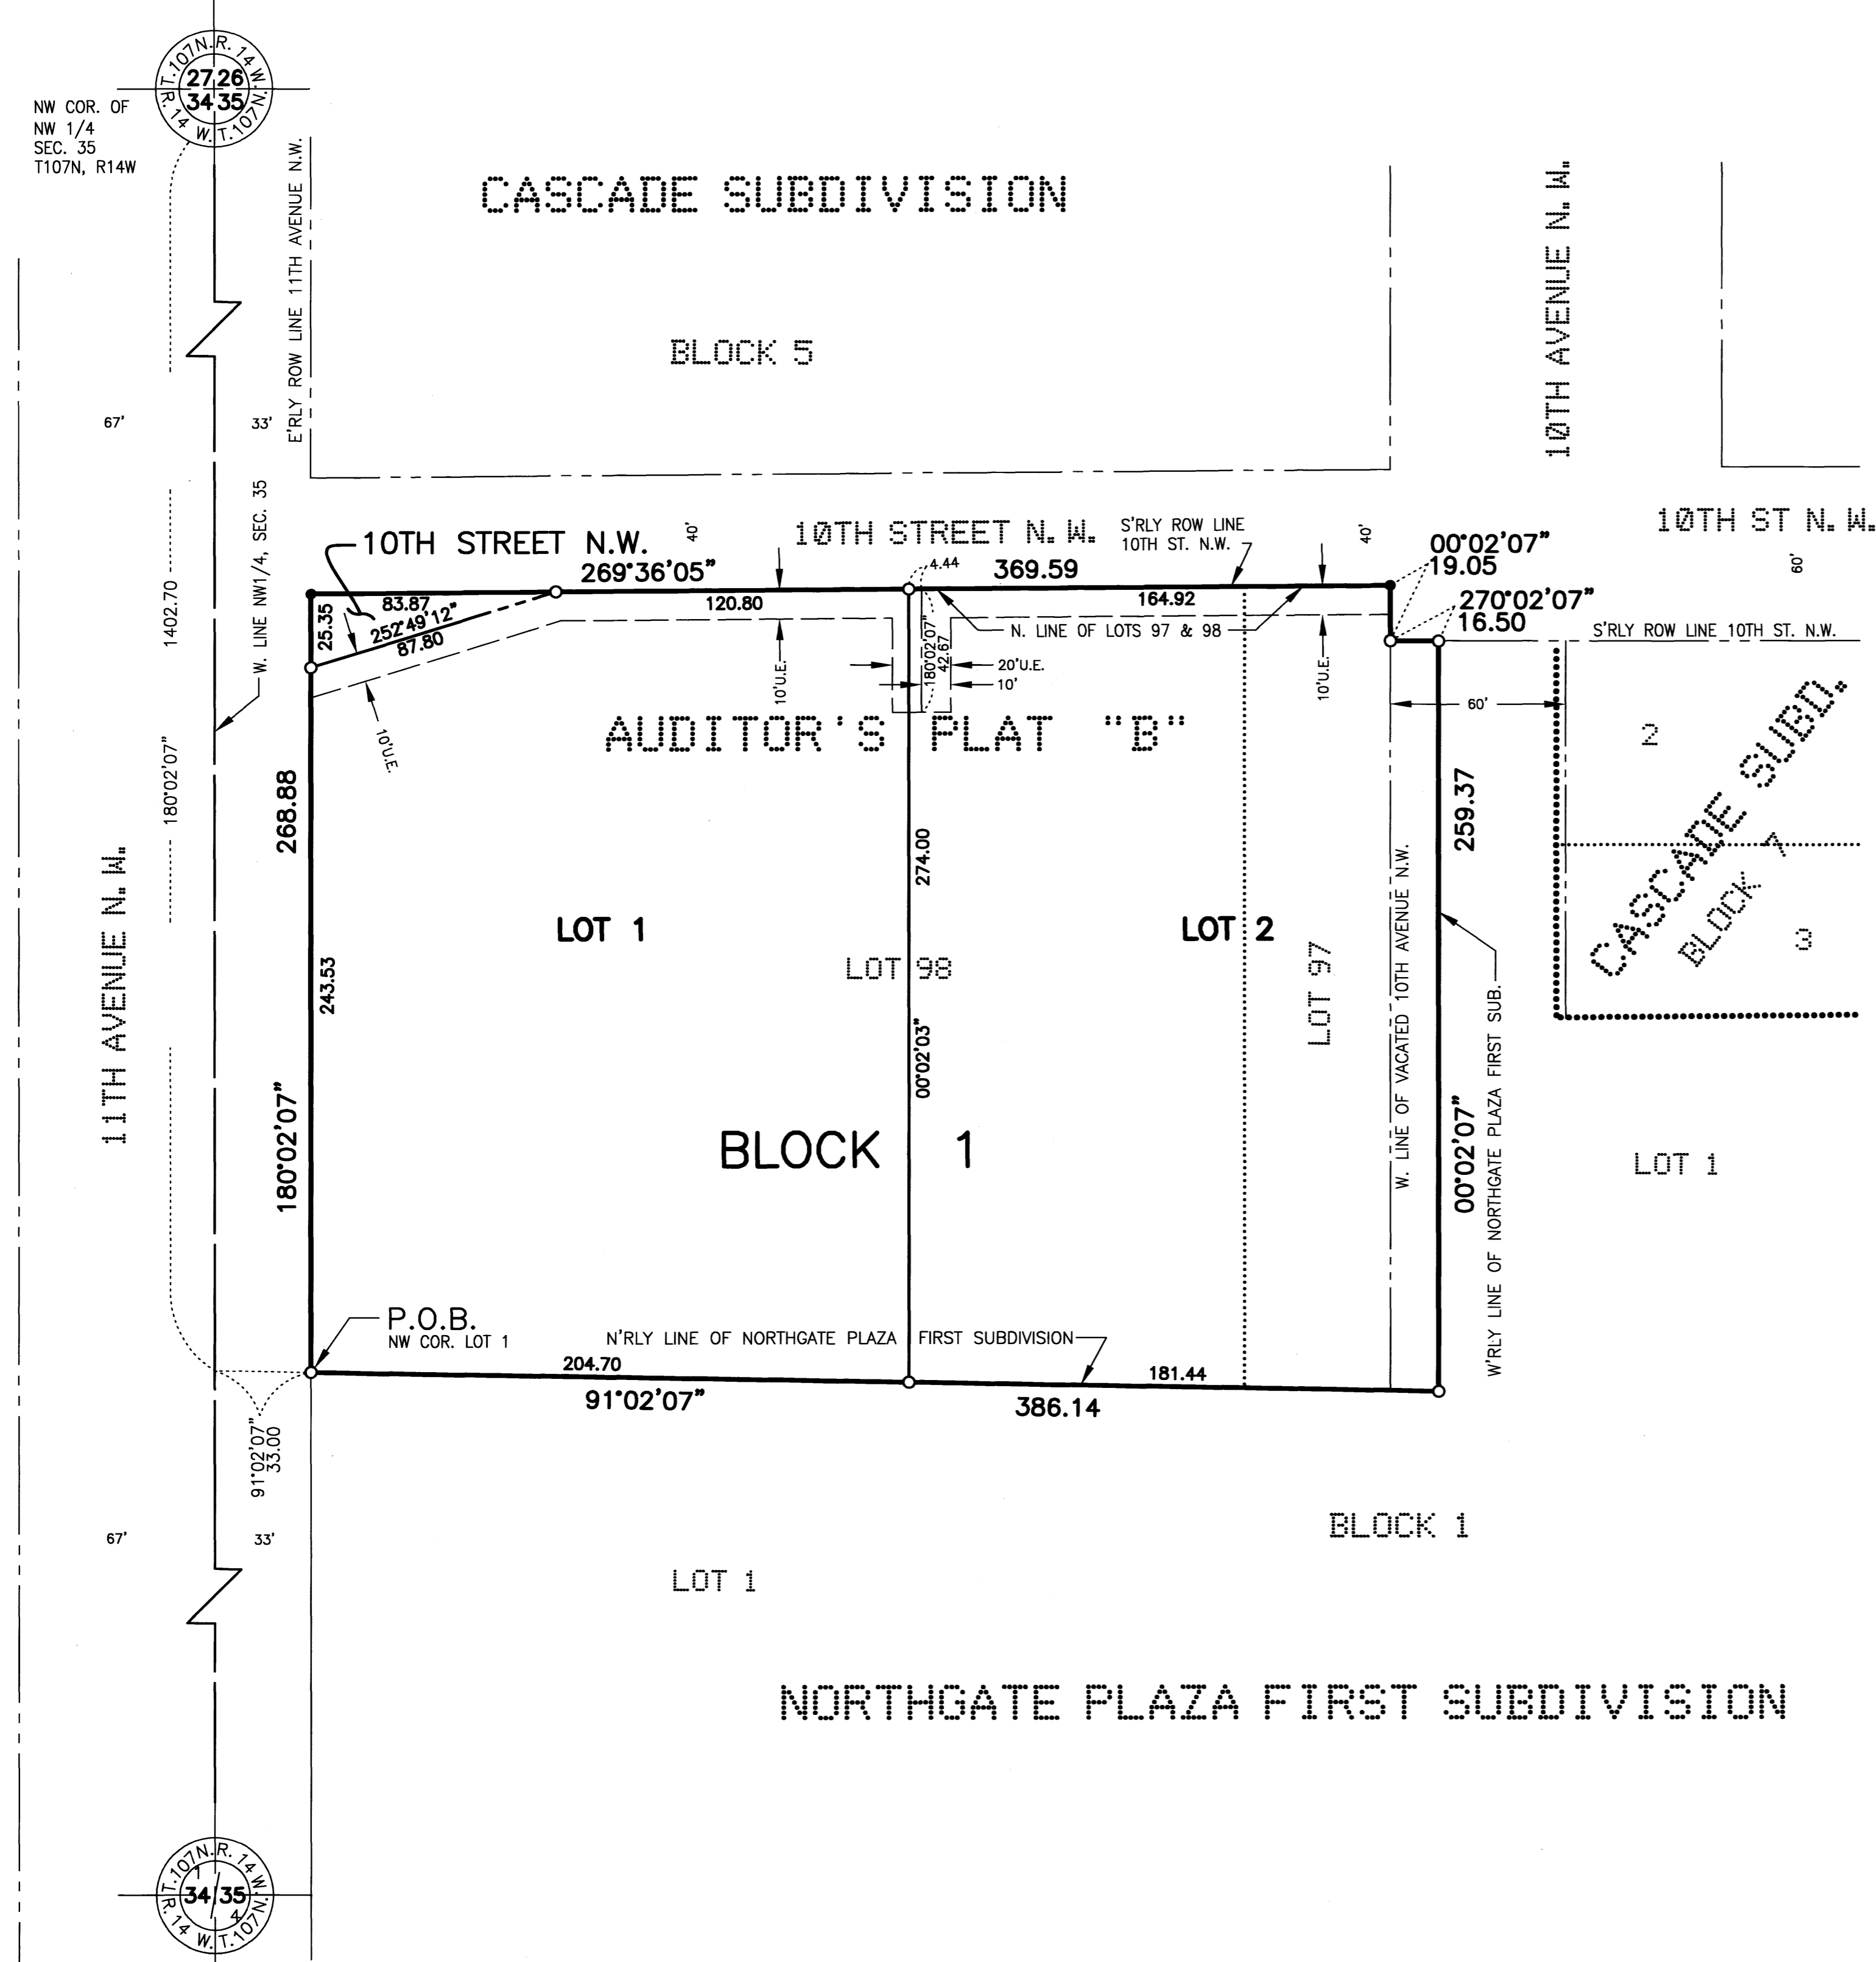 T.107N.R. 14 W.
27 26
34 35
R. 14 W.T.107N.
NW COR. OF
NW 1/4
SEC. 35
T107N, R14W
E'RLY ROW LINE 11TH AVENUE N.W.
CASCADE SUBDIVISION
BLOCK 5
10TH AVENUE N. W.
67'
33'
W. LINE NW1/4, SEC. 35
1402.70
180°02'07"
10TH STREET N.W.
40'
10TH STREET N. W.
S'RLY ROW LINE
10TH ST. N.W.
40'
10TH ST N. W.
60'
00°02'07"
19.05
270°02'07"
16.50
S'RLY ROW LINE 10TH ST. N.W.
269°36'05"
4.44
369.59
83.87
120.80
164.92
25.35
252°49'12"
87.80
N. LINE OF LOTS 97 & 98
180°02'07"
42.67
20'U.E.
10'
10'U.E.
10'U.E.
10'U.E.
60'
AUDITOR'S PLAT "B"
2
CASCADE SUBD.
BLOCK 7
3
268.88
274.00
259.37
11TH AVENUE N. W.
LOT 1
LOT 2
LOT 98
LOT 97
243.53
00°02'03"
W. LINE OF VACATED 10TH AVENUE N.W.
W'RLY LINE OF NORTHGATE PLAZA FIRST SUB.
180°02'07"
00°02'07"
BLOCK 1
LOT 1
P.O.B.
NW COR. LOT 1
N'RLY LINE OF NORTHGATE PLAZA FIRST SUBDIVISION
204.70
181.44
91°02'07"
386.14
91°02'07"
33.00
67'
33'
BLOCK 1
LOT 1
NORTHGATE PLAZA FIRST SUBDIVISION
T.107N.R. 14 W.
1
34 35
4
R. 14 W.T.107N.